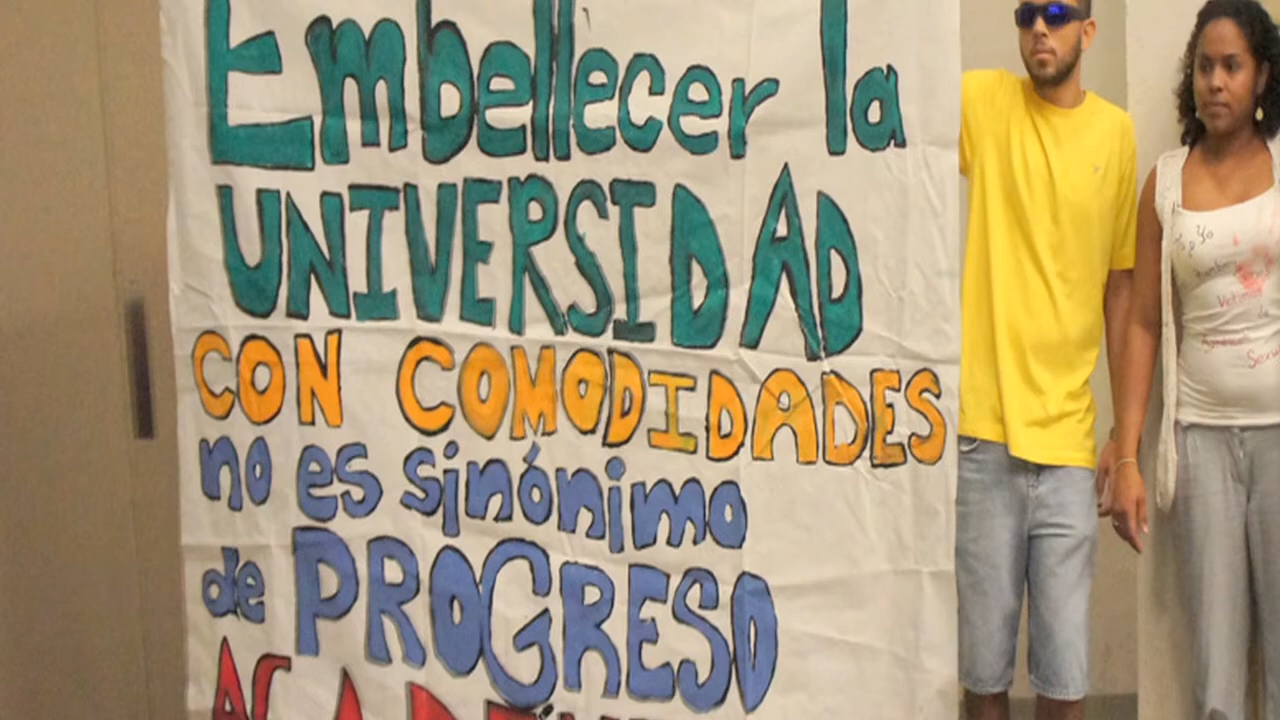 Embellecer la
UNIVERSIDAD
CON COMODIDADES
no es sinónimo
de PROGRESO